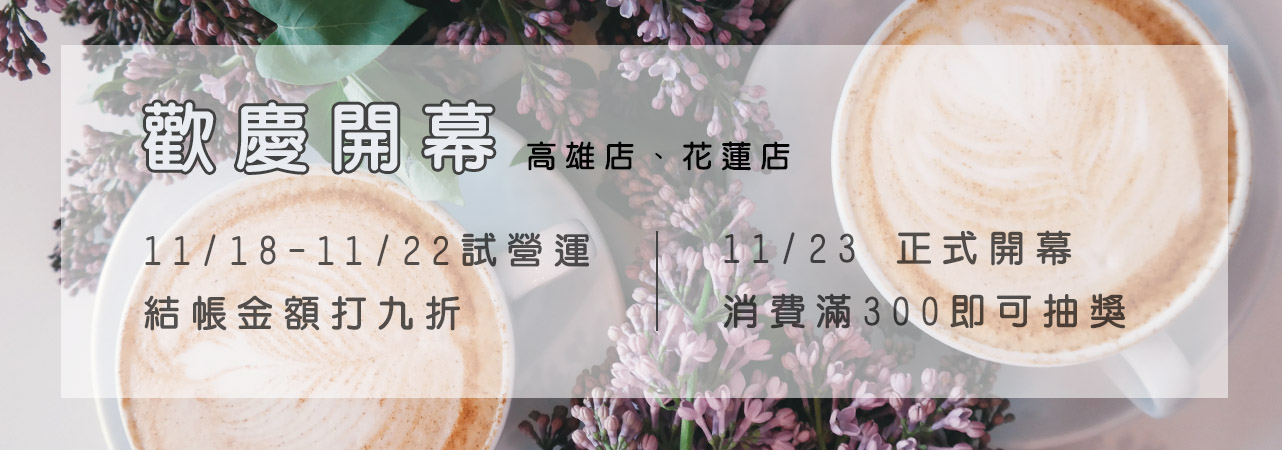 歡慶開幕 高雄店、花蓮店
11/18-11/22試營運
結帳金額打九折
11/23 正式開幕
消費滿300即可抽獎